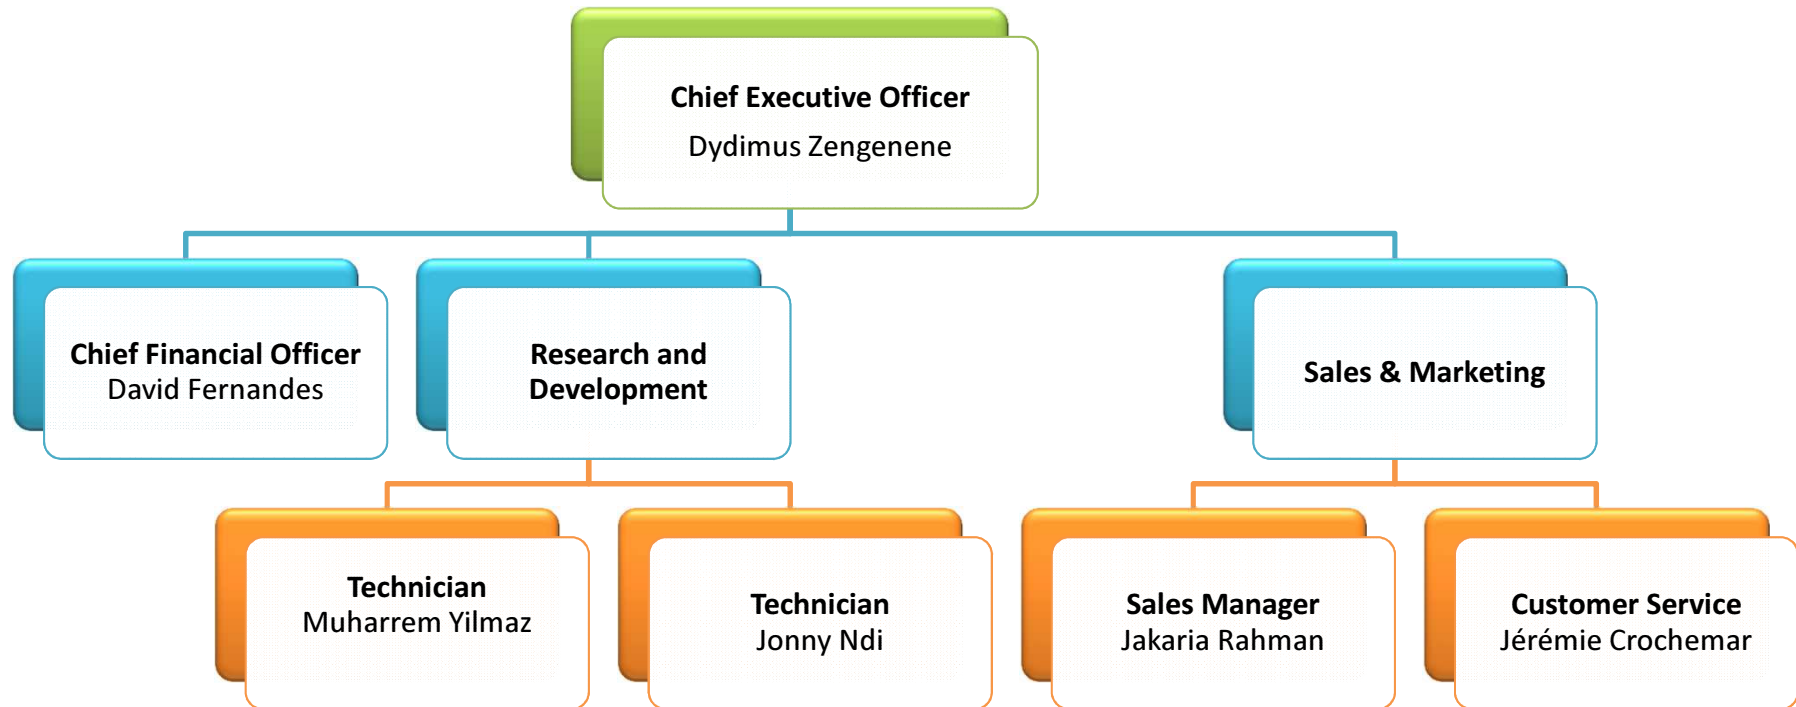 Chief Executive Officer
Dydimus Zengenene
Chief Financial Officer
David Fernandes
Research and
Development
Sales & Marketing
Technician
Muharrem Yilmaz
Technician
Jonny Ndi
Sales Manager
Jakaria Rahman
Customer Service
Jérémie Crochemar